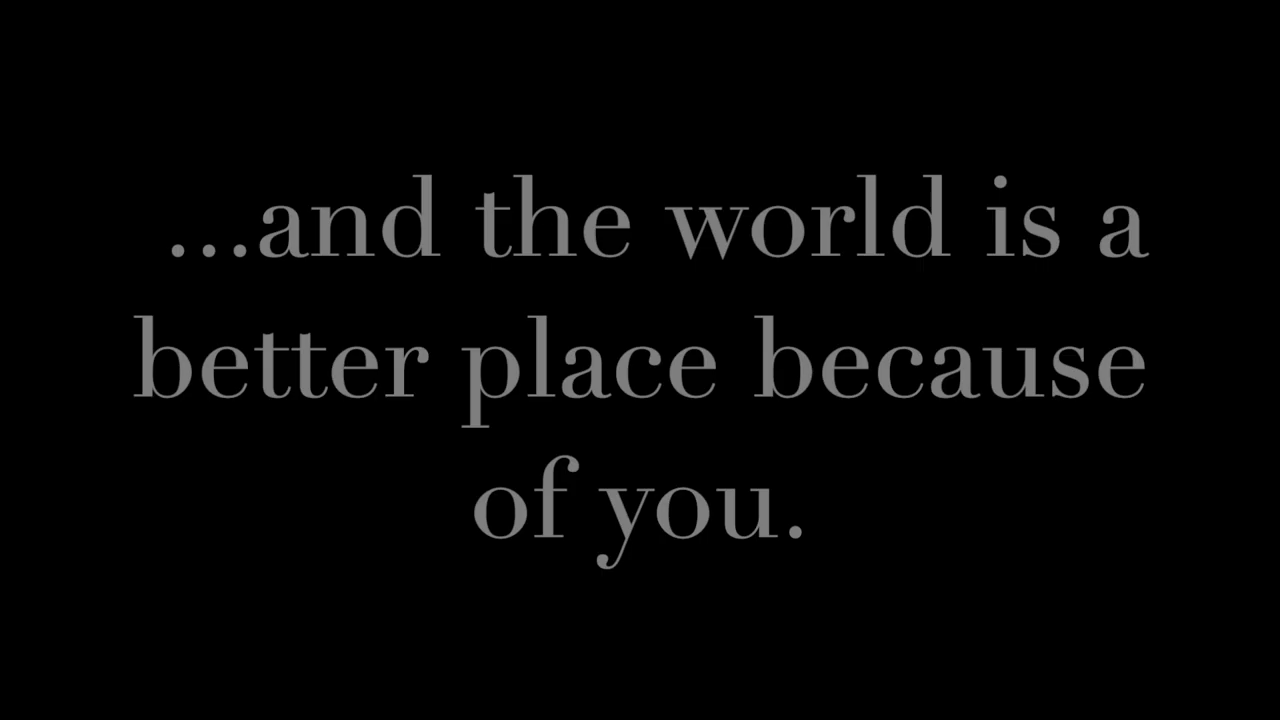 ...and the world is a
better place because
of you.